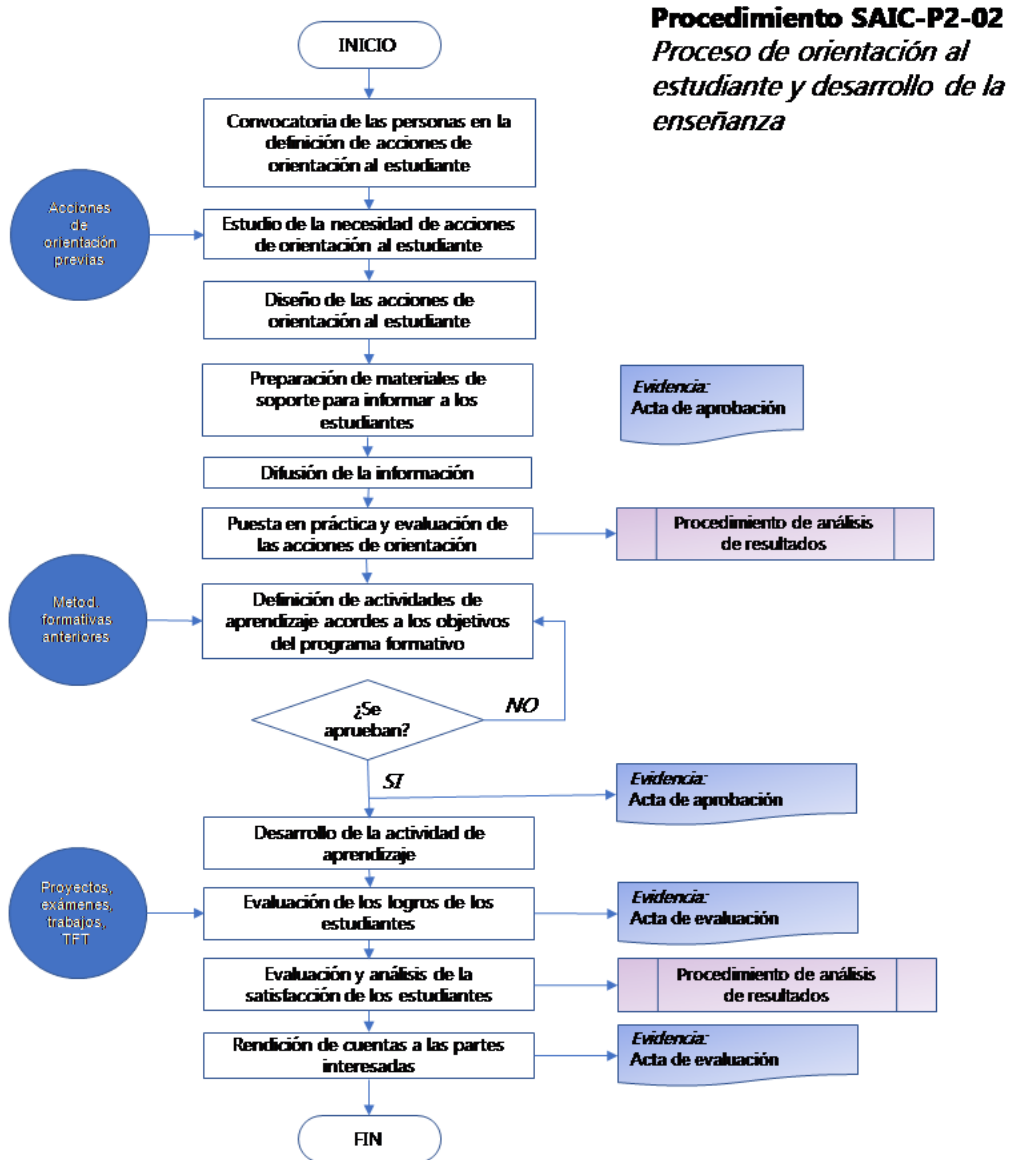 Procedimiento SAIC-P2-02
Proceso de orientación al
estudiante y desarrollo de la
enseñanza
INICIO
Convocatoria de las personas en la
definición de acciones de
orientación al estudiante
Acciones
de
orientación
previas
Estudio de la necesidad de acciones
de orientación al estudiante
Diseño de las acciones de
orientación al estudiante
Preparación de materiales de
soporte para informar a los
estudiantes
Evidencia:
Acta de aprobación
Difusión de la información
Puesta en práctica y evaluación de
las acciones de orientación
Procedimiento de análisis
de resultados
Metod.
formativas
anteriores
Definición de actividades de
aprendizaje acordes a los objetivos
del programa formativo
¿Se
aprueban?
NO
SI
Evidencia:
Acta de aprobación
Desarrollo de la actividad de
aprendizaje
Proyectos,
exámenes,
trabajos,
TFT
Evaluación de los logros de los
estudiantes
Evidencia:
Acta de evaluación
Evaluación y análisis de la
satisfacción de los estudiantes
Procedimiento de análisis
de resultados
Rendición de cuentas a las partes
interesadas
Evidencia:
Acta de evaluación
FIN